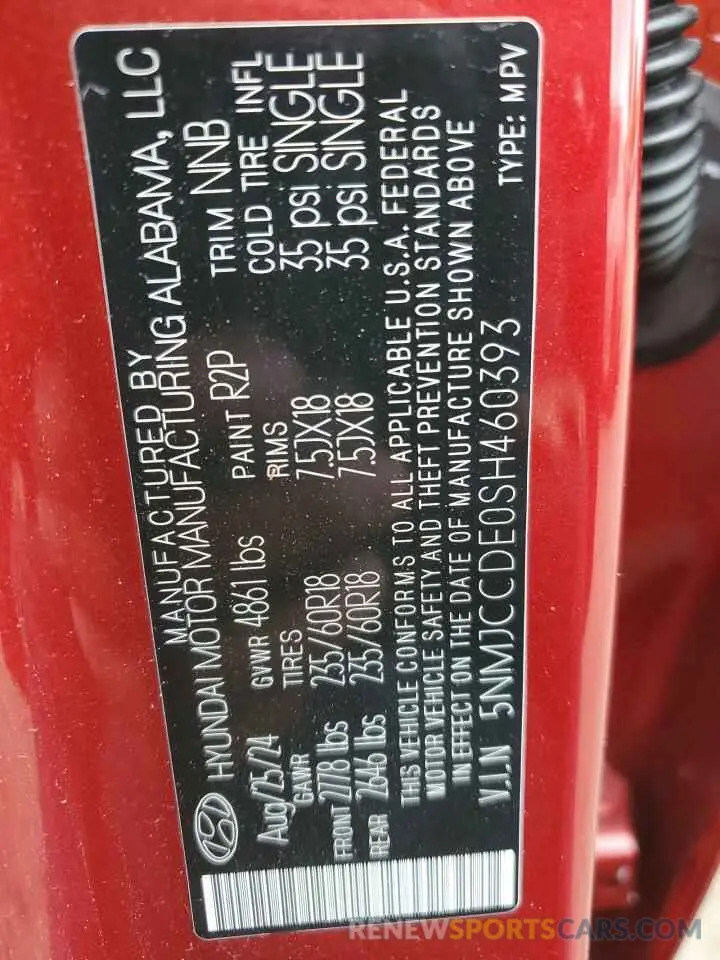 MANUFACTURED BY
HYUNDAI MOTOR MANUFACTURING ALABAMA, LLC
Aug/25/24 GVWR 4861 lbs PAINT R2P TRIM NNB
GAWR TIRES RIMS COLD TIRE INFL
FRONT 2778 lbs 235/60R18 7.5JX18 35 psi SINGLE
REAR 2646 lbs 235/60R18 7.5JX18 35 psi SINGLE
THIS VEHICLE CONFORMS TO ALL APPLICABLE U.S.A. FEDERAL
MOTOR VEHICLE SAFETY AND THEFT PREVENTION STANDARDS
IN EFFECT ON THE DATE OF MANUFACTURE SHOWN ABOVE
V.I.N 5NMJCCDE0SH460393 TYPE: MPV
RENEWSPORTSCARS.COM